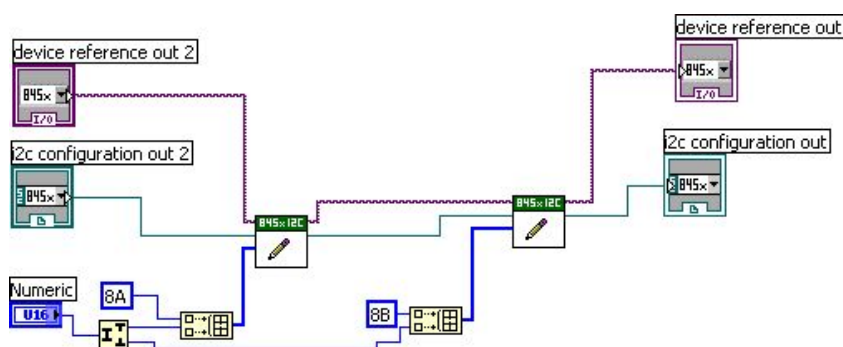 device reference out
device reference out 2
845x
I/O
845x
I/O
i2c configuration out
i2c configuration out 2
845x
845x
845x I2C
845x I2C
Numeric
U16
8A
8B